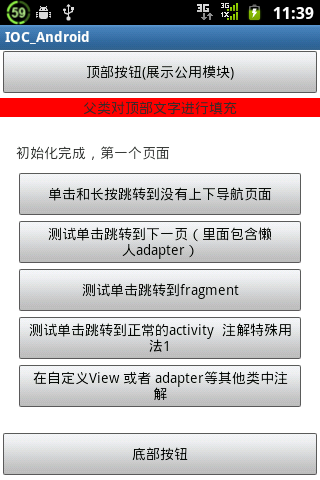 59 3G 3G 1X 11:39
IOC_Android
顶部按钮(展示公用模块)
父类对顶部文字进行填充
初始化完成，第一个页面
单击和长按跳转到没有上下导航页面
测试单击跳转到下一页（里面包含懒
人adapter）
测试单击跳转到fragment
测试单击跳转到正常的activity 注解特殊用
法1
在自定义View 或者 adapter等其他类中注
解
底部按钮